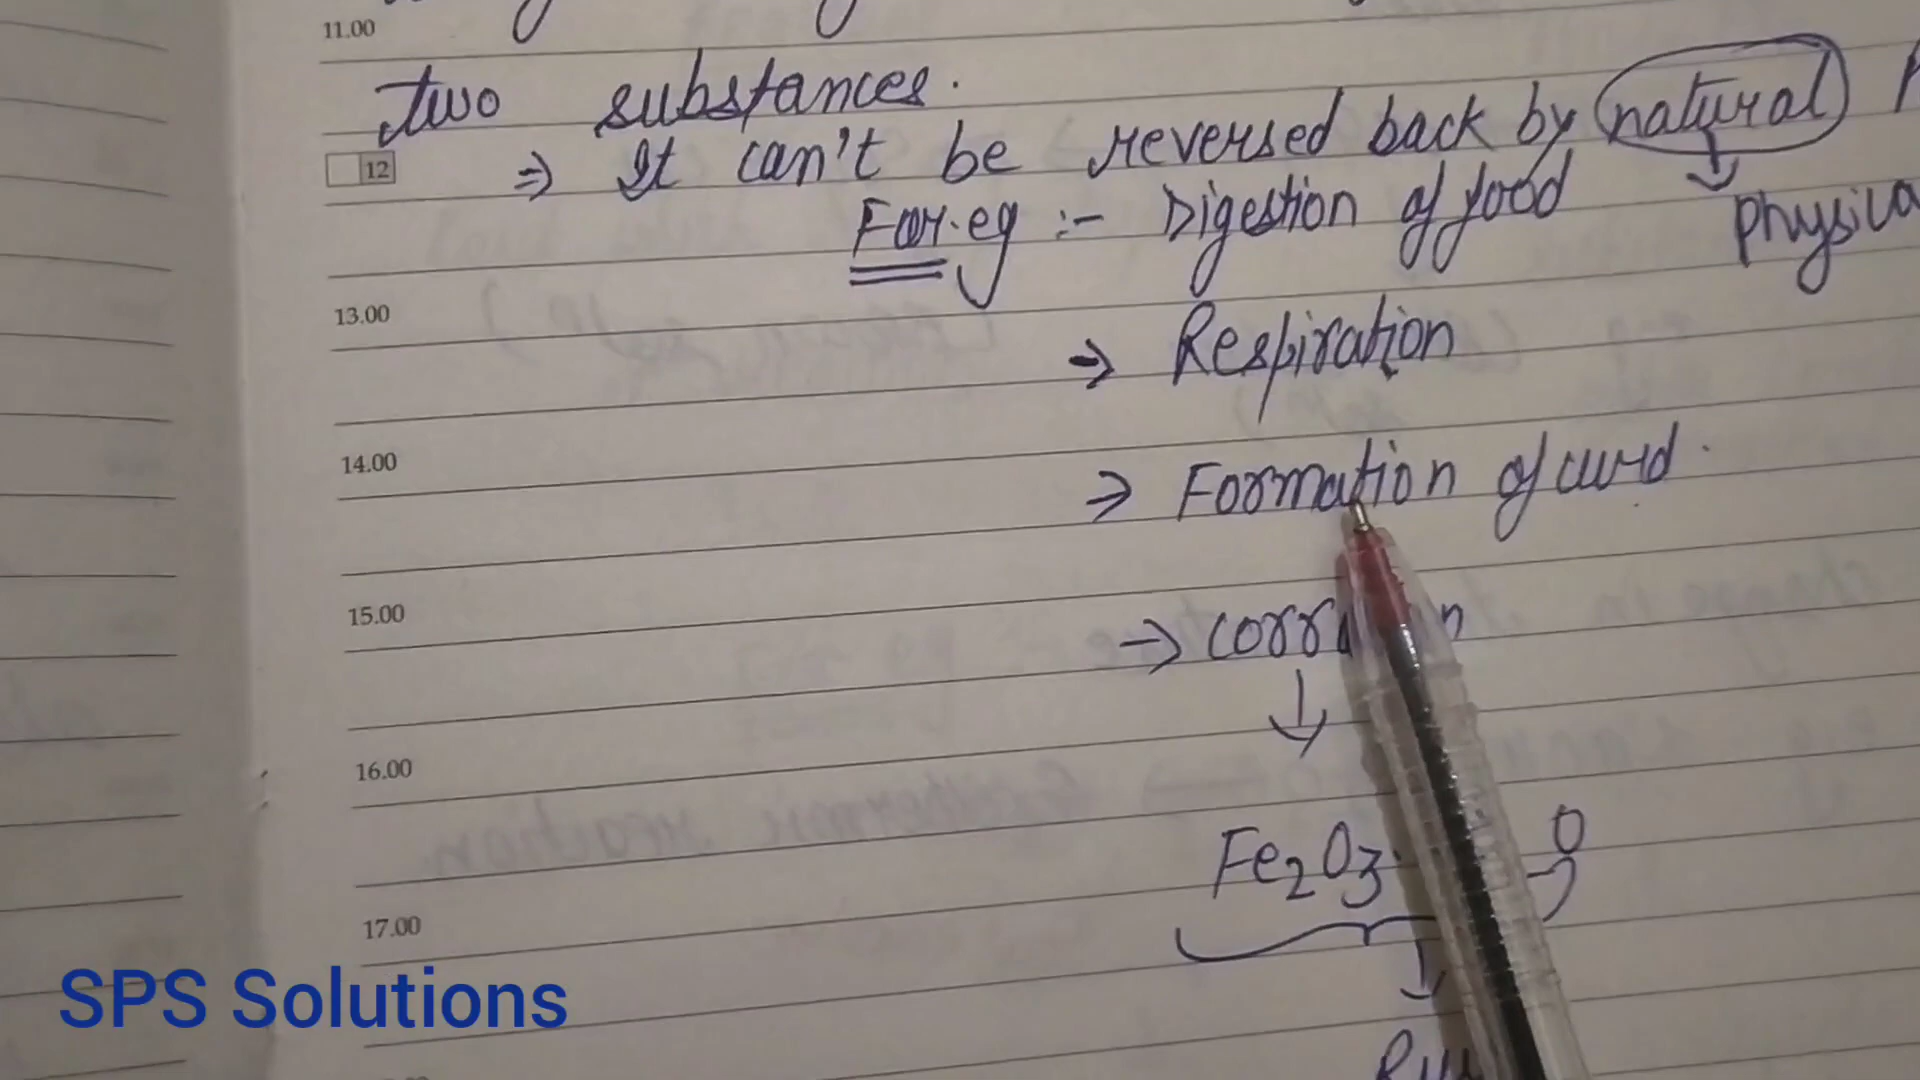 11.00
two substances.
12
⇒ It can't be reversed back by natural
For.eg :- Digestion of food
physica
13.00
→ Respiration
14.00
⇒ Formation of curd.
15.00
→ corr
16.00
Fe2O3.
17.00
SPS Solutions